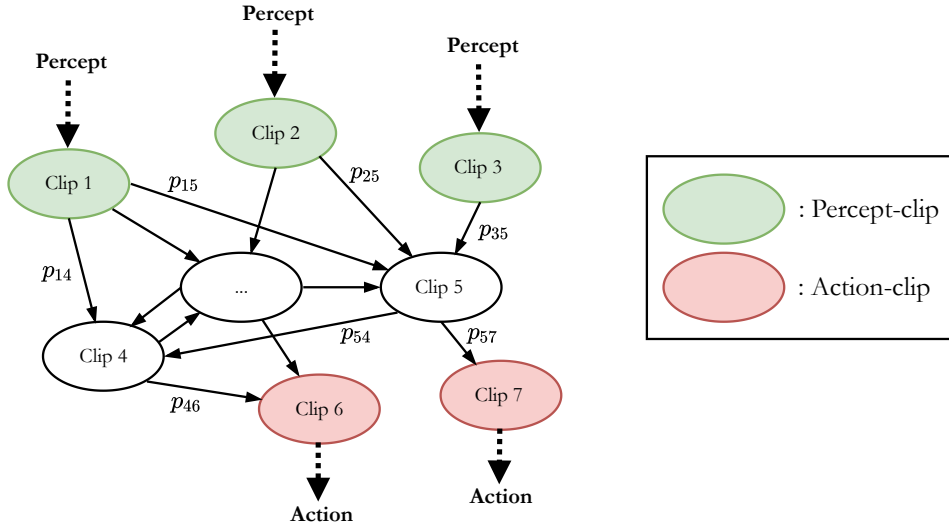 Percept
Percept
Percept
Clip 1
Clip 2
Clip 3
p15
p25
p35
p14
...
Clip 5
Clip 4
p54
p57
p46
Clip 6
Clip 7
Action
Action
: Percept-clip
: Action-clip